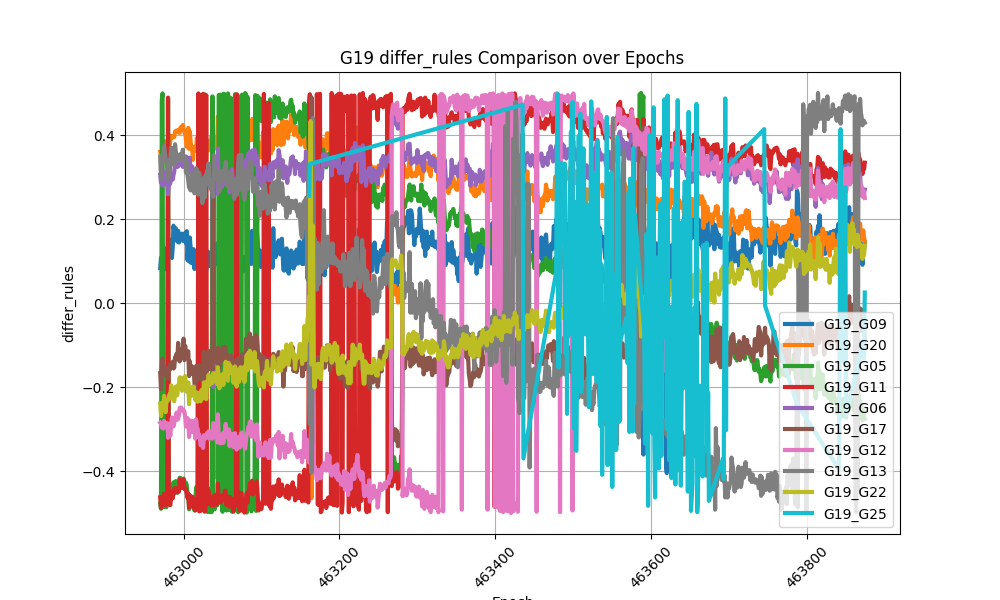 G19 differ_rules Comparison over Epochs
differ_rules
0.4
0.2
0.0
−0.2
−0.4
463000
463200
463400
463600
463800
Epoch
G19_G09
G19_G20
G19_G05
G19_G11
G19_G06
G19_G17
G19_G12
G19_G13
G19_G22
G19_G25